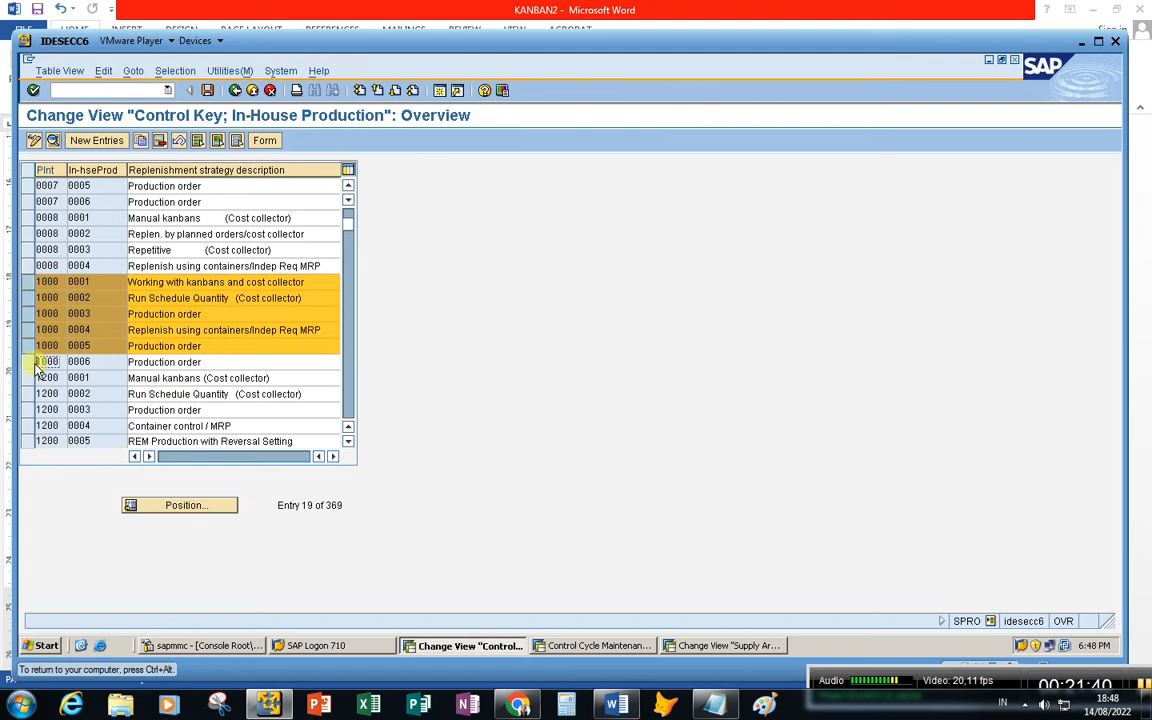 KANBAN2 - Microsoft Word
IDESECC6 VMware Player Devices
Table View Edit Goto Selection Utilities(M) System Help
SAP
Change View "Control Key; In-House Production": Overview
New Entries Form
Plnt In-hseProd Replenishment strategy description
0007 0005 Production order
0007 0006 Production order
0008 0001 Manual kanbans (Cost collector)
0008 0002 Replen. by planned orders/cost collector
0008 0003 Repetitive (Cost collector)
0008 0004 Replenish using containers/Indep Req MRP
1000 0001 Working with kanbans and cost collector
1000 0002 Run Schedule Quantity (Cost collector)
1000 0003 Production order
1000 0004 Replenish using containers/Indep Req MRP
1000 0005 Production order
1000 0006 Production order
1200 0001 Manual kanbans (Cost collector)
1200 0002 Run Schedule Quantity (Cost collector)
1200 0003 Production order
1200 0004 Container control / MRP
1200 0005 REM Production with Reversal Setting
Position... Entry 19 of 369
SPRO idesecc6 OVR
Start sapmmc - [Console Root\... SAP Logon 710 Change View "Control... Control Cycle Maintenan... Change View "Supply Ar... 6:48 PM
To return to your computer, press Ctrl+Alt.
Audio Video: 20,11 fps 00:21:40
IN 18:48
14/08/2022